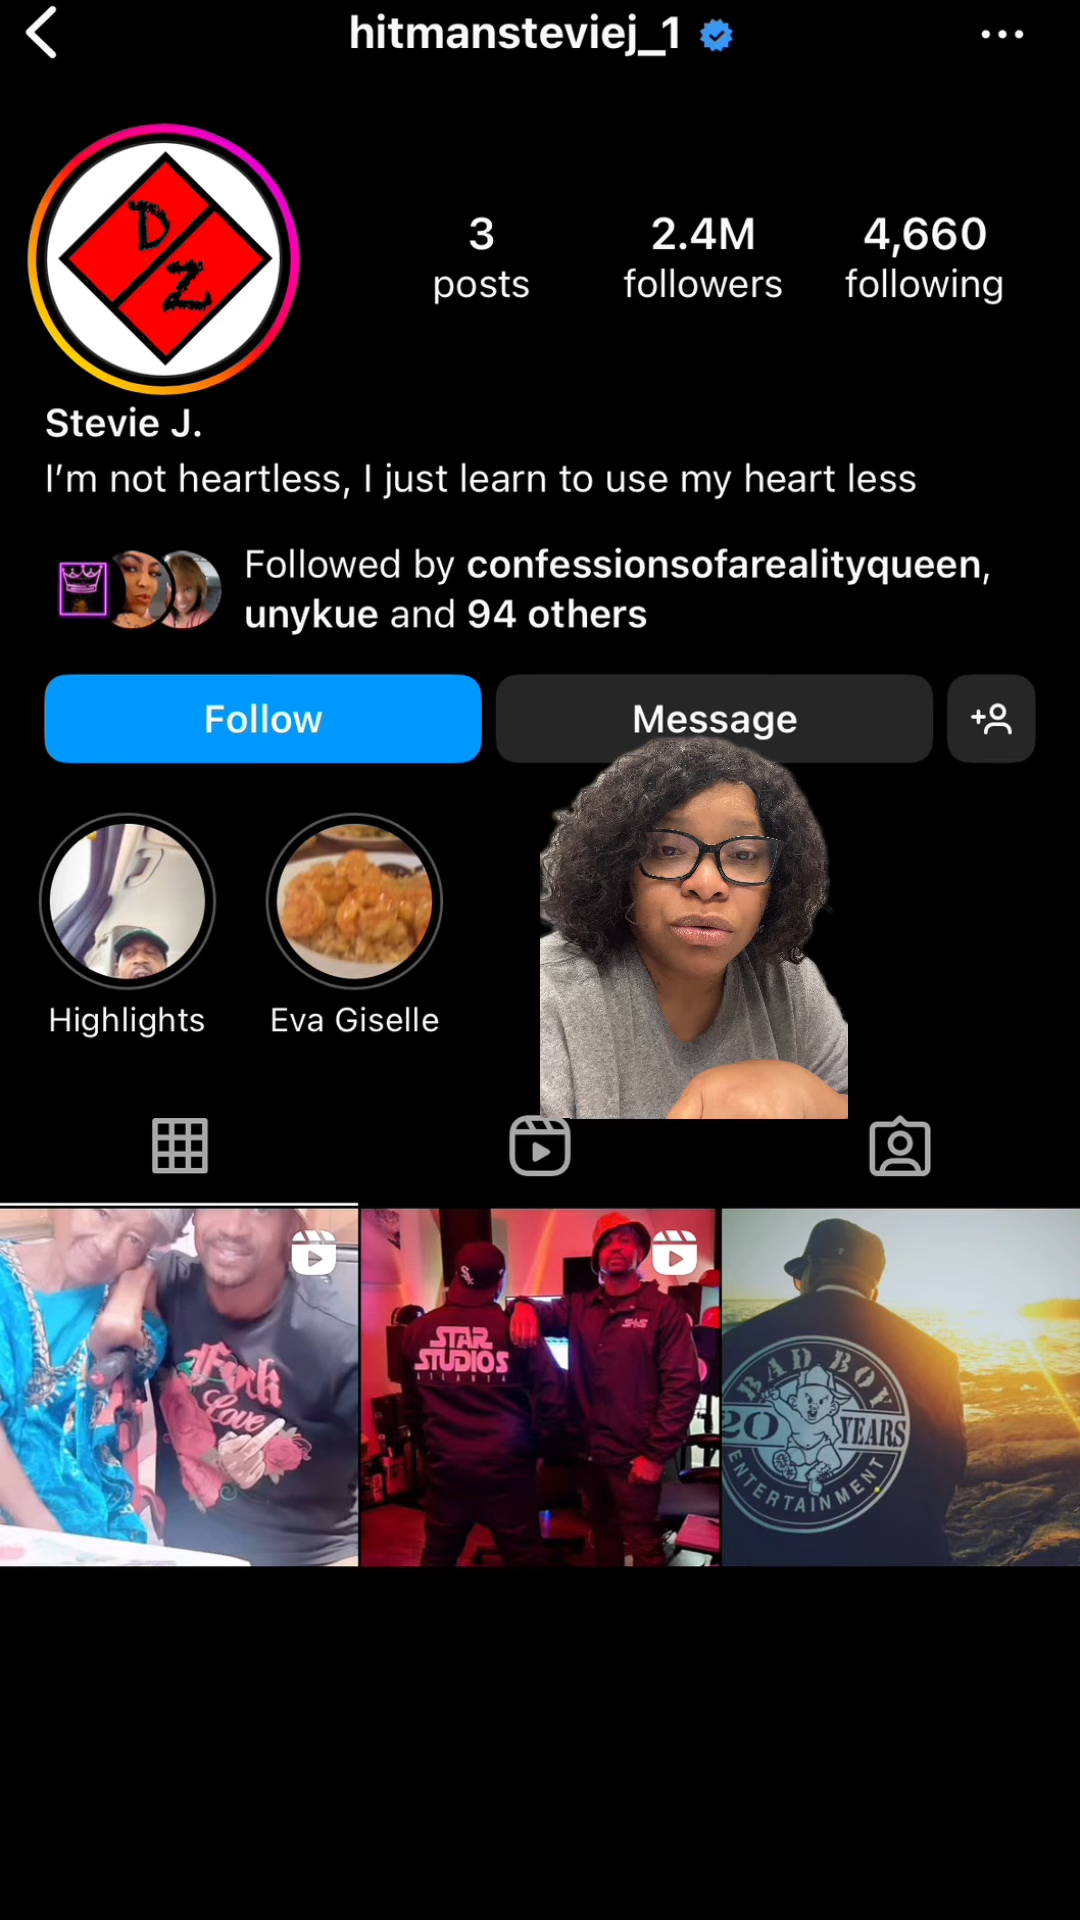 hitmansteviej_1
D
Z
3
posts
2.4M
followers
4,660
following
Stevie J.
I’m not heartless, I just learn to use my heart less
Followed by confessionsofarealityqueen,
unykue and 94 others
Follow
Message
Highlights
Eva Giselle
Love
STAR
STUDIOS
ATLANTA
BAD BOY
20 YEARS
ENTERTAINMENT